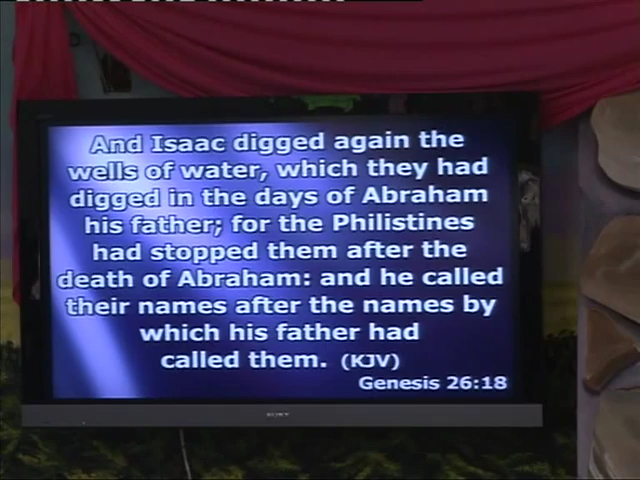 And Isaac digged again the
wells of water, which they had
digged in the days of Abraham
his father; for the Philistines
had stopped them after the
death of Abraham: and he called
their names after the names by
which his father had
called them. (KJV)
Genesis 26:18
SONY